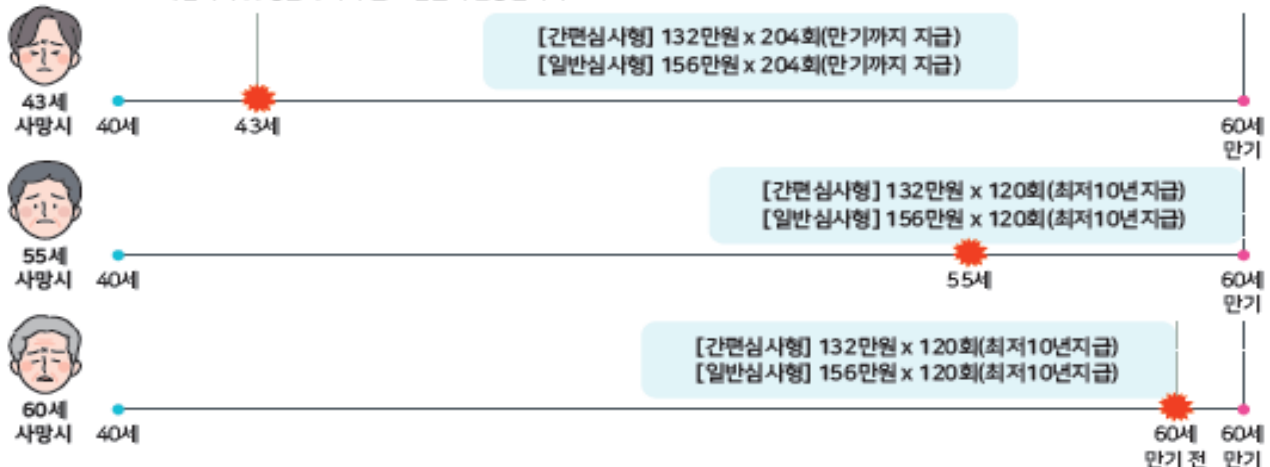 [간편심사형] 132만원 x 204회(만기까지 지급)
[일반심사형] 156만원 x 204회(만기까지 지급)
43세
사망시
40세
43세
60세
만기
[간편심사형] 132만원 x 120회(최저10년지급)
[일반심사형] 156만원 x 120회(최저10년지급)
55세
사망시
40세
55세
60세
만기
[간편심사형] 132만원 x 120회(최저10년지급)
[일반심사형] 156만원 x 120회(최저10년지급)
60세
사망시
40세
60세
만기 전
60세
만기